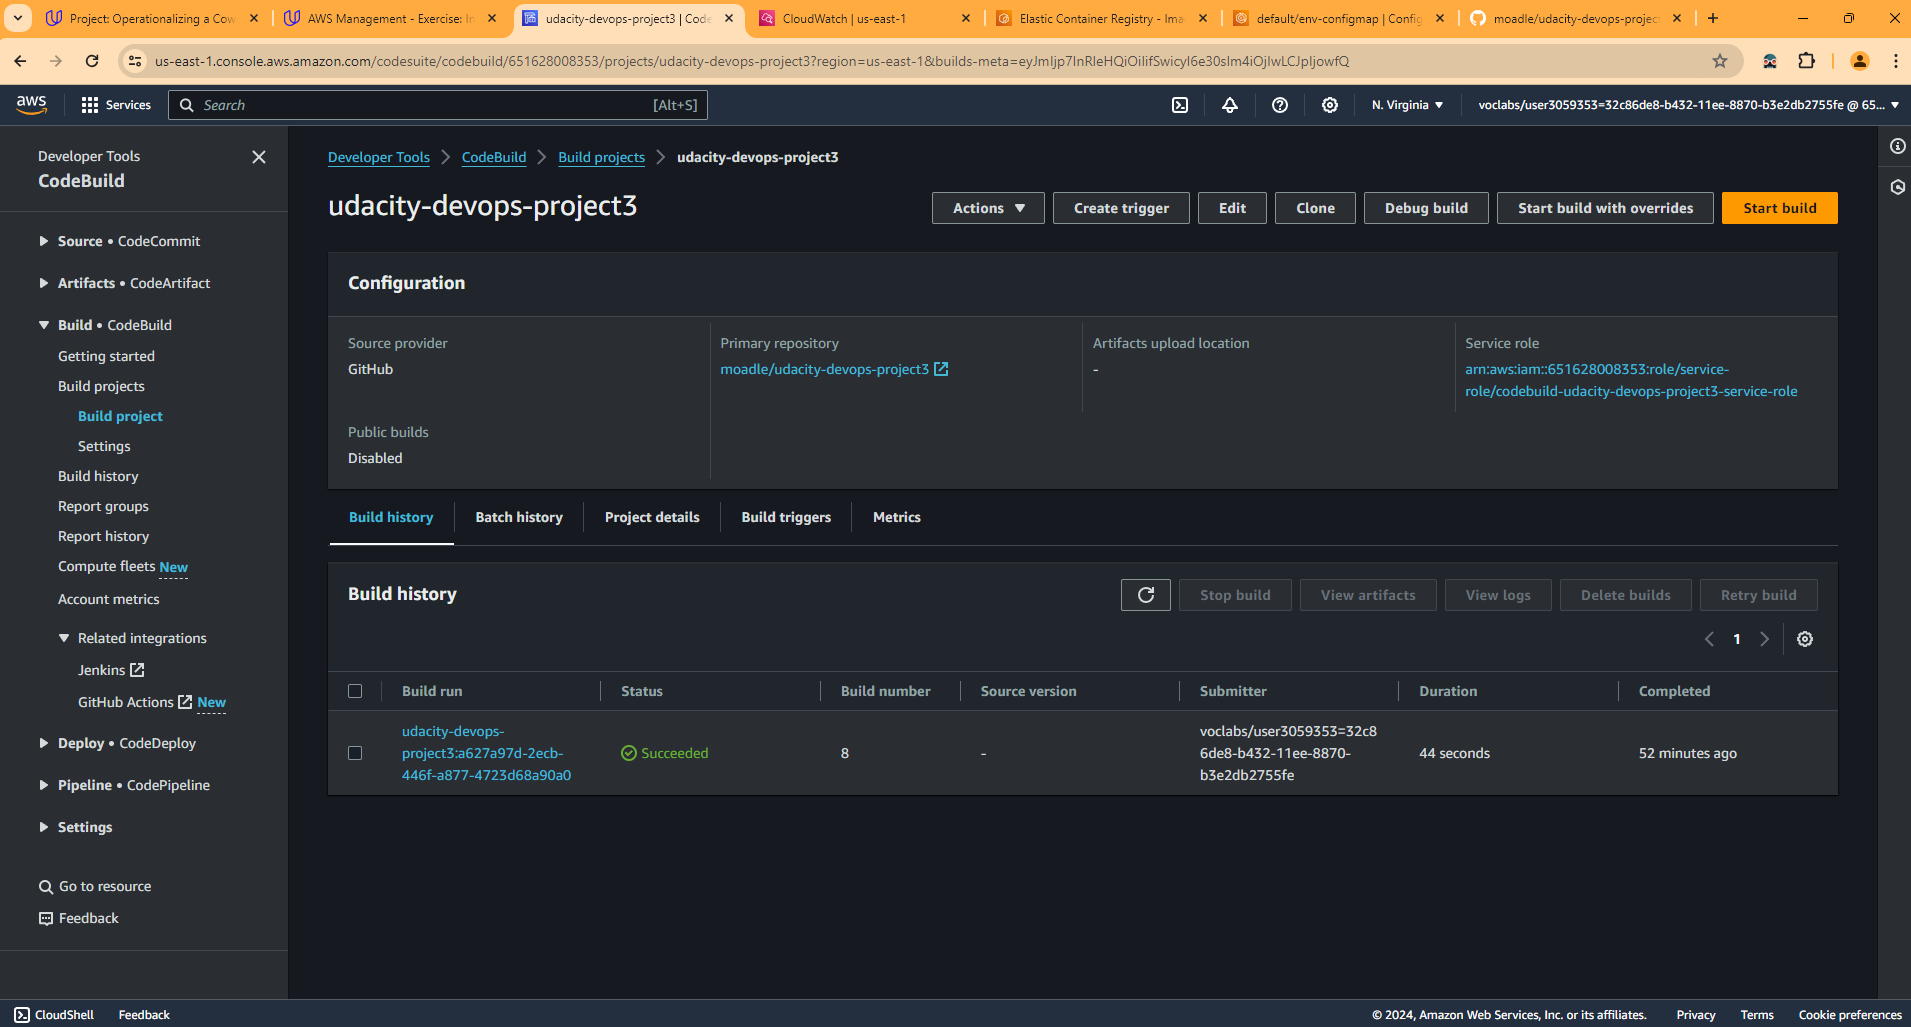 Project: Operationalizing a Cow
AWS Management - Exercise: In
udacity-devops-project3 | Code
CloudWatch | us-east-1
Elastic Container Registry - Ima
default/env-configmap | Config
moadle/udacity-devops-project
us-east-1.console.aws.amazon.com/codesuite/codebuild/651628008353/projects/udacity-devops-project3?region=us-east-1&builds-meta=
aws
Services
Search
[Alt+S]
N. Virginia
voclabs/user3059353=32c86de8-b432-11ee-8870-b3e2db2755fe @ 65...
Developer Tools
CodeBuild
Source • CodeCommit
Artifacts • CodeArtifact
Build • CodeBuild
Getting started
Build projects
Build project
Settings
Build history
Report groups
Report history
Compute fleets New
Account metrics
Related integrations
Jenkins
GitHub Actions New
Deploy • CodeDeploy
Pipeline • CodePipeline
Settings
Go to resource
Feedback
Developer Tools
CodeBuild
Build projects
udacity-devops-project3
udacity-devops-project3
Actions
Create trigger
Edit
Clone
Debug build
Start build with overrides
Start build
Configuration
Source provider
GitHub
Primary repository
moadle/udacity-devops-project3
Artifacts upload location
-
Service role
arn:aws:iam::651628008353:role/service-
role/codebuild-udacity-devops-project3-service-role
Public builds
Disabled
Build history
Batch history
Project details
Build triggers
Metrics
Build history
Stop build
View artifacts
View logs
Delete builds
Retry build
1
Build run
Status
Build number
Source version
Submitter
Duration
Completed
udacity-devops-
project3:a627a97d-2ecb-
446f-a877-4723d68a90a0
Succeeded
8
-
voclabs/user3059353=32c8
6de8-b432-11ee-8870-
b3e2db2755fe
44 seconds
52 minutes ago
CloudShell
Feedback
© 2024, Amazon Web Services, Inc. or its affiliates.
Privacy
Terms
Cookie preferences